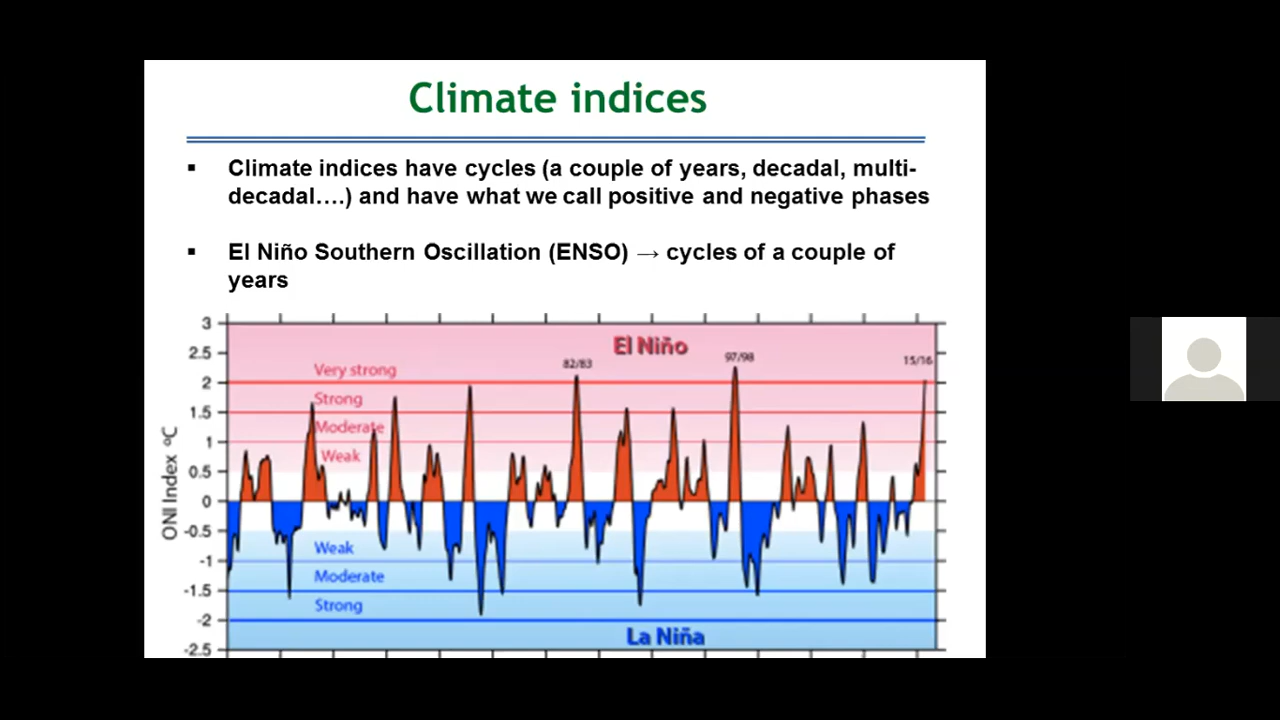 Climate indices
▪ Climate indices have cycles (a couple of years, decadal, multi-
decadal….) and have what we call positive and negative phases
▪ El Niño Southern Oscillation (ENSO) → cycles of a couple of
years
3
El Niño
2.5
82/83
97/98
15/16
Very strong
2
Strong
1.5
Moderate
1
Weak
0.5
0
-0.5
Weak
-1
Moderate
-1.5
Strong
-2
La Niña
-2.5
ONI Index ºC